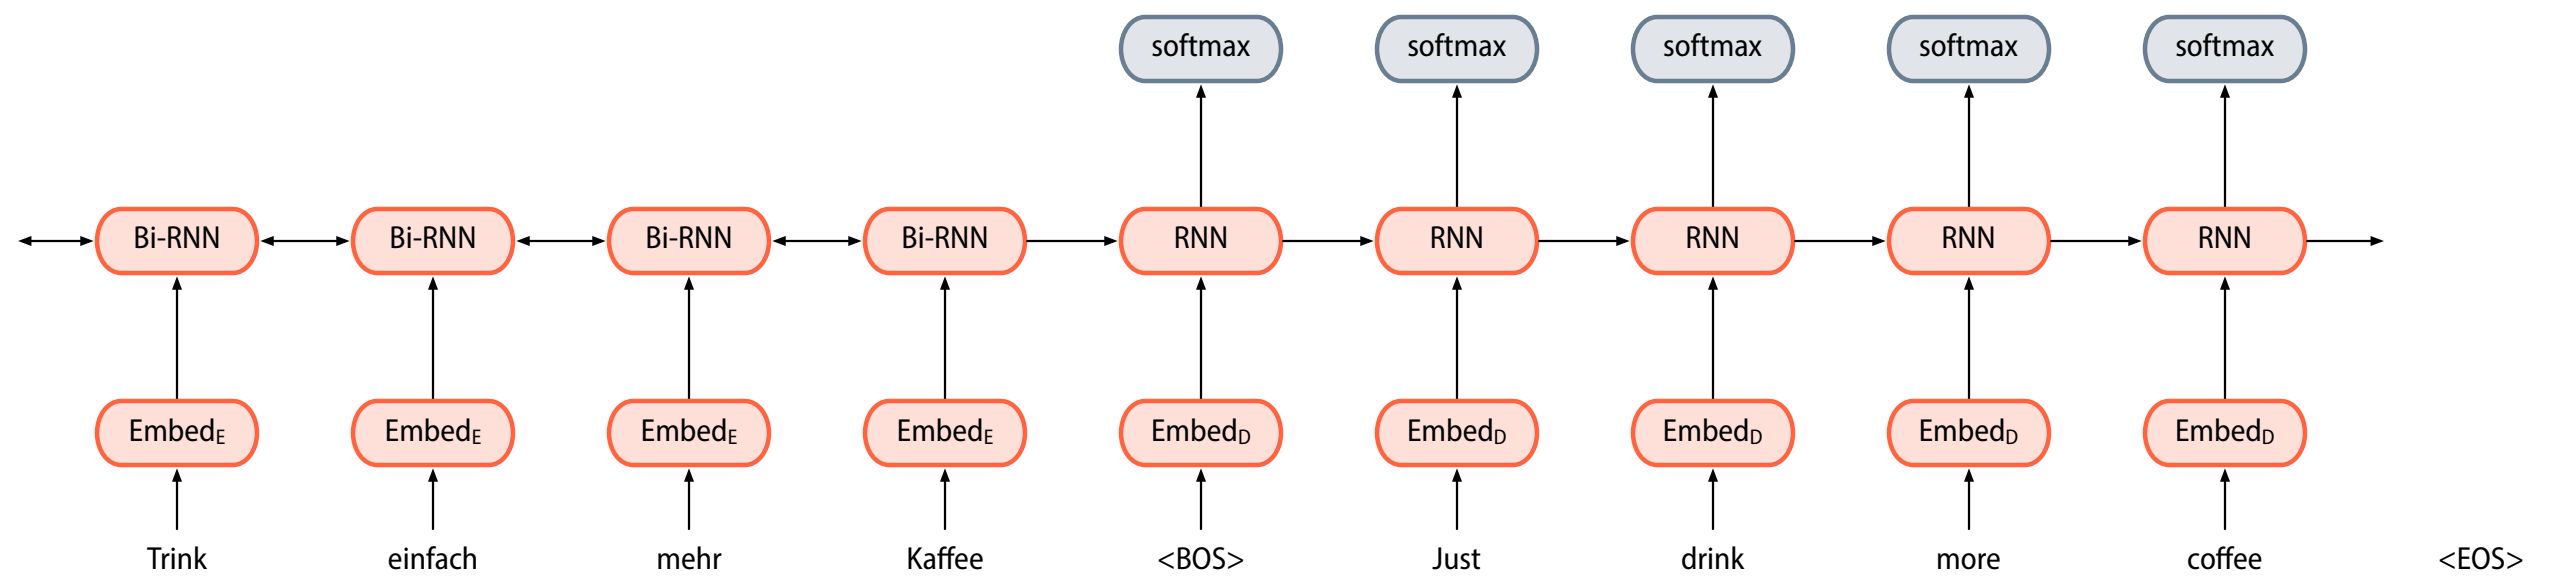 softmax softmax softmax softmax softmax
Bi-RNN Bi-RNN Bi-RNN Bi-RNN RNN RNN RNN RNN RNN
EmbedE EmbedE EmbedE EmbedE EmbedD EmbedD EmbedD EmbedD EmbedD
Trink einfach mehr Kaffee <BOS> Just drink more coffee <EOS>